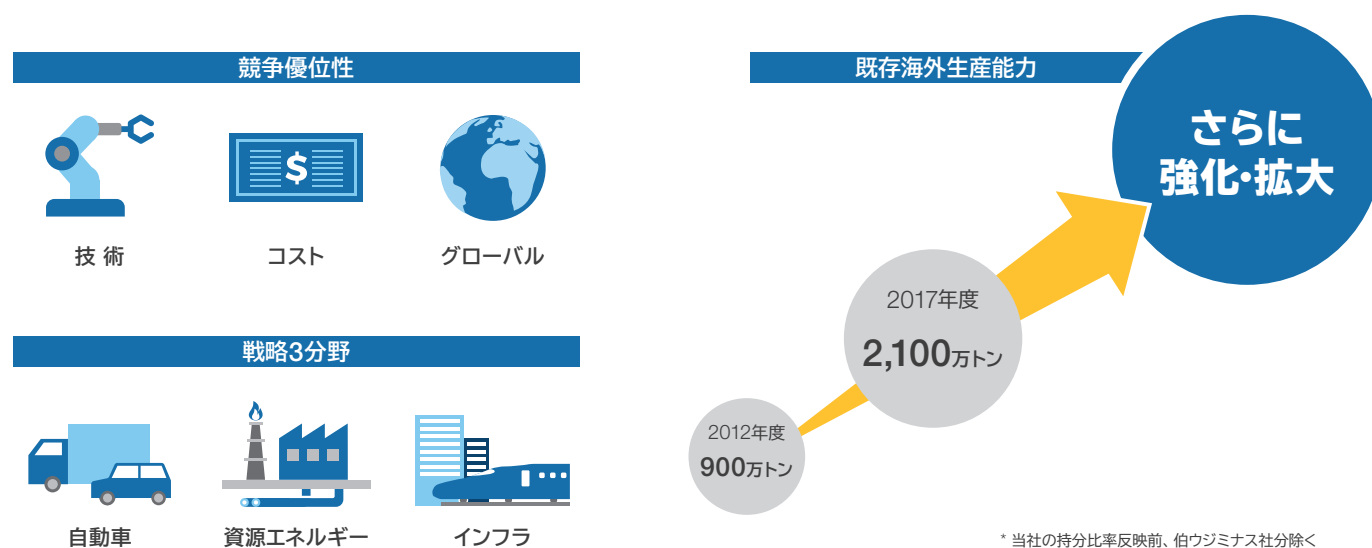 競争優位性
$
技 術
コスト
グローバル
戦略3分野
自動車
資源エネルギー
インフラ
既存海外生産能力
さらに
強化・拡大
2017年度
2,100万トン
2012年度
900万トン
* 当社の持分比率反映前、伯ウジミナス社分除く